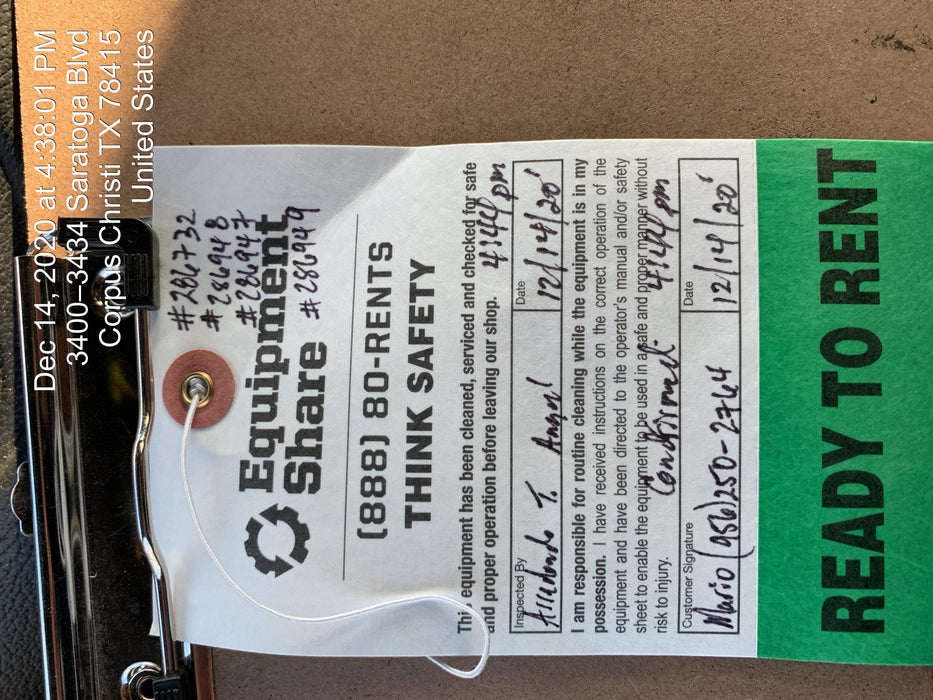 Dec 14, 2020 at 4:38:01 PM
3400–3434 Saratoga Blvd
Corpus Christi TX 78415
United States
#286732
#286948
#286947
#286949
Equipment
Share
(888) 80-RENTS
THINK SAFETY
This equipment has been cleaned, serviced and checked for safe
and proper operation before leaving our shop. 4:44 pm
Inspected By
Date
T. Angel 12/14/20'
I am responsible for routine cleaning while the equipment is in my
possession. I have received instructions on the correct operation of the
equipment and have been directed to the operator's manual and/or safety
sheet to enable the equipment to be used in a safe and proper manner without
risk to injury. Confirmed: 4:44 pm
Customer Signature
Date
Mario (956)250-2764 12/14/20'
READY TO RENT